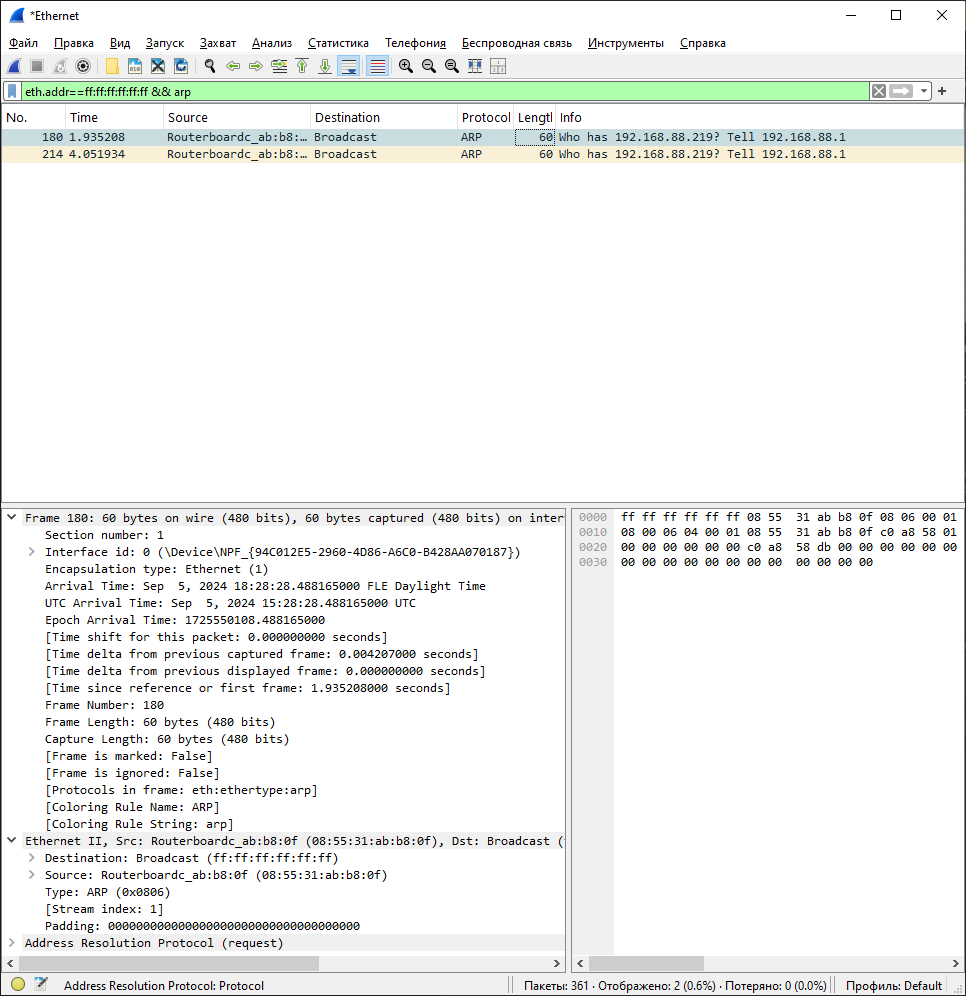 *Ethernet
Файл Правка Вид Запуск Захват Анализ Статистика Телефония Беспроводная связь Инструменты Справка
eth.addr==ff:ff:ff:ff:ff:ff && arp
No. Time Source Destination Protocol Lengtl Info
180 1.935208 Routerboardc_ab:b8:… Broadcast ARP 60 Who has 192.168.88.219? Tell 192.168.88.1
214 4.051934 Routerboardc_ab:b8:… Broadcast ARP 60 Who has 192.168.88.219? Tell 192.168.88.1
Frame 180: 60 bytes on wire (480 bits), 60 bytes captured (480 bits) on inter
Section number: 1
Interface id: 0 (\Device\NPF_{94C012E5-2960-4D86-A6C0-B428AA070187})
Encapsulation type: Ethernet (1)
Arrival Time: Sep  5, 2024 18:28:28.488165000 FLE Daylight Time
UTC Arrival Time: Sep  5, 2024 15:28:28.488165000 UTC
Epoch Arrival Time: 1725550108.488165000
[Time shift for this packet: 0.000000000 seconds]
[Time delta from previous captured frame: 0.004207000 seconds]
[Time delta from previous displayed frame: 0.000000000 seconds]
[Time since reference or first frame: 1.935208000 seconds]
Frame Number: 180
Frame Length: 60 bytes (480 bits)
Capture Length: 60 bytes (480 bits)
[Frame is marked: False]
[Frame is ignored: False]
[Protocols in frame: eth:ethertype:arp]
[Coloring Rule Name: ARP]
[Coloring Rule String: arp]
Ethernet II, Src: Routerboardc_ab:b8:0f (08:55:31:ab:b8:0f), Dst: Broadcast (
Destination: Broadcast (ff:ff:ff:ff:ff:ff)
Source: Routerboardc_ab:b8:0f (08:55:31:ab:b8:0f)
Type: ARP (0x0806)
[Stream index: 1]
Padding: 000000000000000000000000000000000000
Address Resolution Protocol (request)
0000 ff ff ff ff ff ff 08 55 31 ab b8 0f 08 06 00 01
0010 08 00 06 04 00 01 08 55 31 ab b8 0f c0 a8 58 01
0020 00 00 00 00 00 00 c0 a8 58 db 00 00 00 00 00 00
0030 00 00 00 00 00 00 00 00 00 00 00 00
Address Resolution Protocol: Protocol
Пакеты: 361 · Отображено: 2 (0.6%) · Потеряно: 0 (0.0%)
Профиль: Default